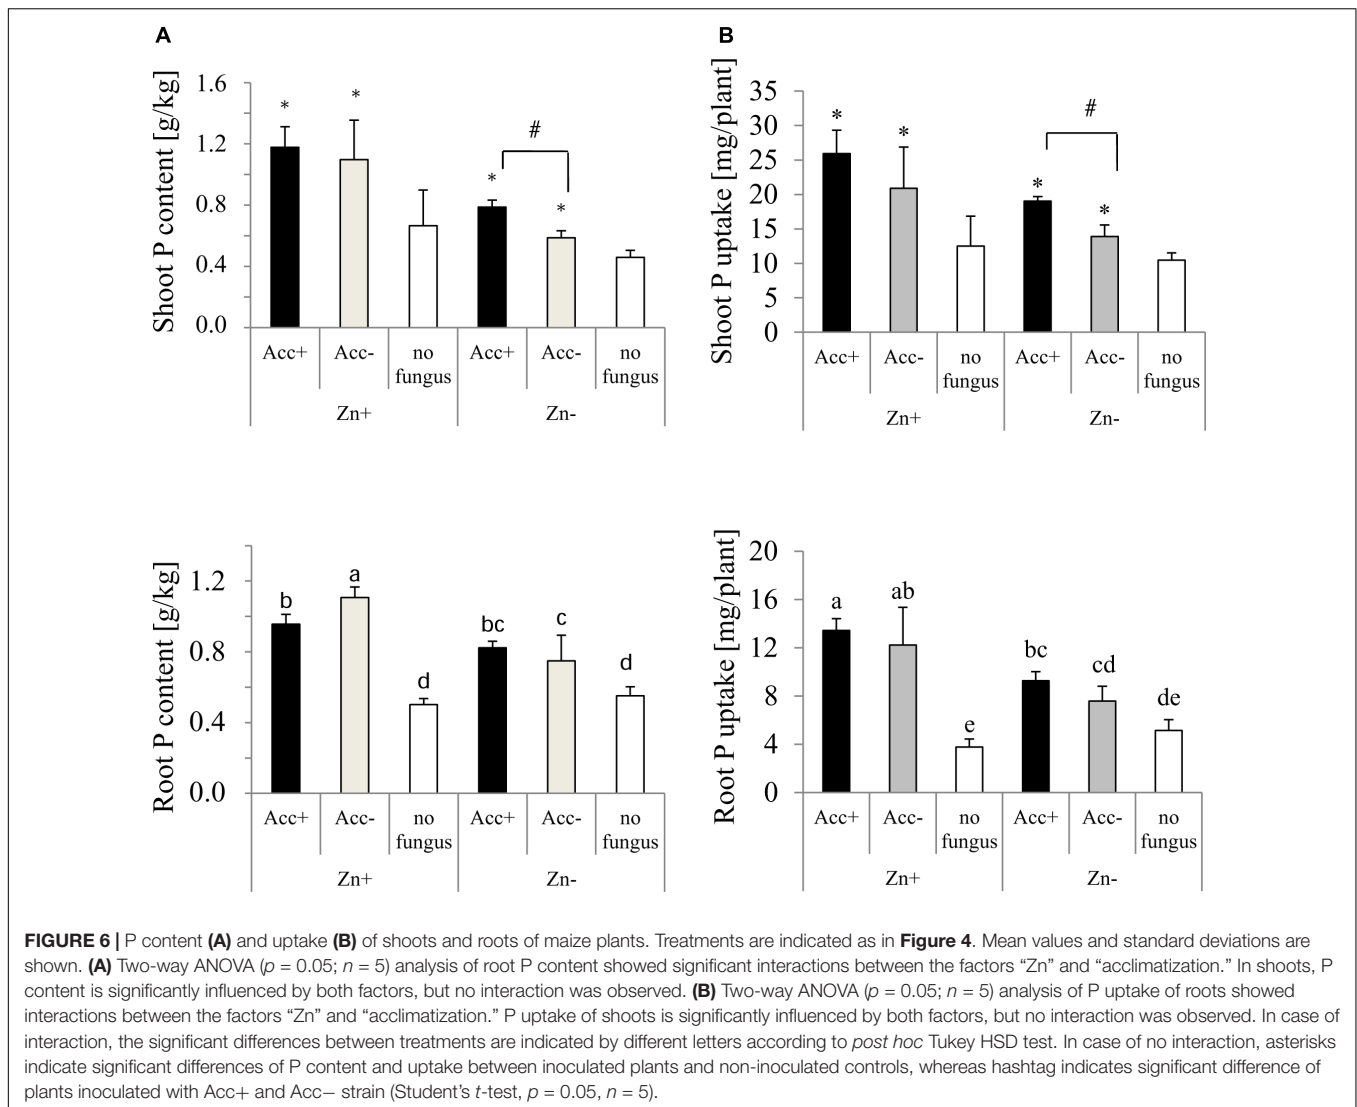 A
Shoot P content [g/kg]
1.6
1.2
0.8
0.4
0.0
*
*
*
*
#
Acc+ Acc- no fungus Acc+ Acc- no fungus
Zn+ Zn-
B
Shoot P uptake [mg/plant]
35
30
25
20
15
10
5
0
*
*
*
*
#
Acc+ Acc- no fungus Acc+ Acc- no fungus
Zn+ Zn-
Root P content [g/kg]
1.2
0.8
0.4
0.0
b a d bc c d
Acc+ Acc- no fungus Acc+ Acc- no fungus
Zn+ Zn-
Root P uptake [mg/plant]
20
16
12
8
4
0
a ab e bc cd de
Acc+ Acc- no fungus Acc+ Acc- no fungus
Zn+ Zn-
FIGURE 6 | P content (A) and uptake (B) of shoots and roots of maize plants. Treatments are indicated as in Figure 4. Mean values and standard deviations are
shown. (A) Two-way ANOVA (p = 0.05; n = 5) analysis of root P content showed significant interactions between the factors “Zn” and “acclimatization.” In shoots, P
content is significantly influenced by both factors, but no interaction was observed. (B) Two-way ANOVA (p = 0.05; n = 5) analysis of P uptake of roots showed
interactions between the factors “Zn” and “acclimatization.” P uptake of shoots is significantly influenced by both factors, but no interaction was observed. In case of
interaction, the significant differences between treatments are indicated by different letters according to post hoc Tukey HSD test. In case of no interaction, asterisks
indicate significant differences of P content and uptake between inoculated plants and non-inoculated controls, whereas hashtag indicates significant difference of
plants inoculated with Acc+ and Acc− strain (Student’s t-test, p = 0.05, n = 5).